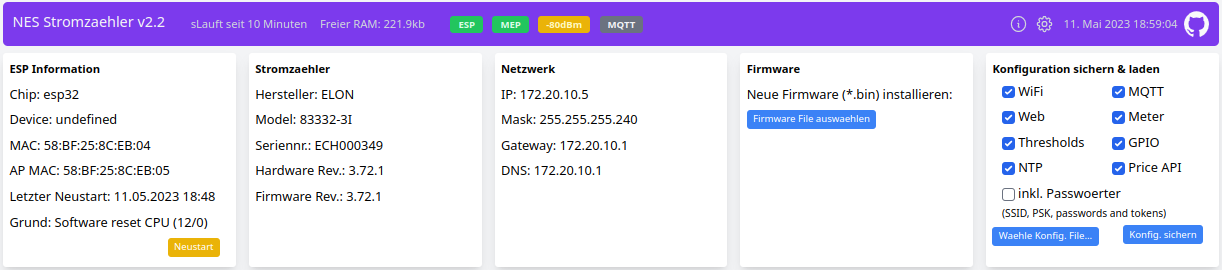 NES Stromzaehler v2.2
sLauft seit 10 Minuten
Freier RAM: 221.9kb
ESP
MEP
-80dBm
MQTT
11. Mai 2023 18:59:04
ESP Information
Chip: esp32
Device: undefined
MAC: 58:BF:25:8C:EB:04
AP MAC: 58:BF:25:8C:EB:05
Letzter Neustart: 11.05.2023 18:48
Grund: Software reset CPU (12/0)
Neustart
Stromzaehler
Hersteller: ELON
Model: 83332-3I
Seriennr.: ECH000349
Hardware Rev.: 3.72.1
Firmware Rev.: 3.72.1
Netzwerk
IP: 172.20.10.5
Mask: 255.255.255.240
Gateway: 172.20.10.1
DNS: 172.20.10.1
Firmware
Neue Firmware (*.bin) installieren:
Firmware File auswaehlen
Konfiguration sichern & laden
WiFi
MQTT
Web
Meter
Thresholds
GPIO
NTP
Price API
inkl. Passwoerter
(SSID, PSK, passwords and tokens)
Waehle Konfig. File...
Konfig. sichern